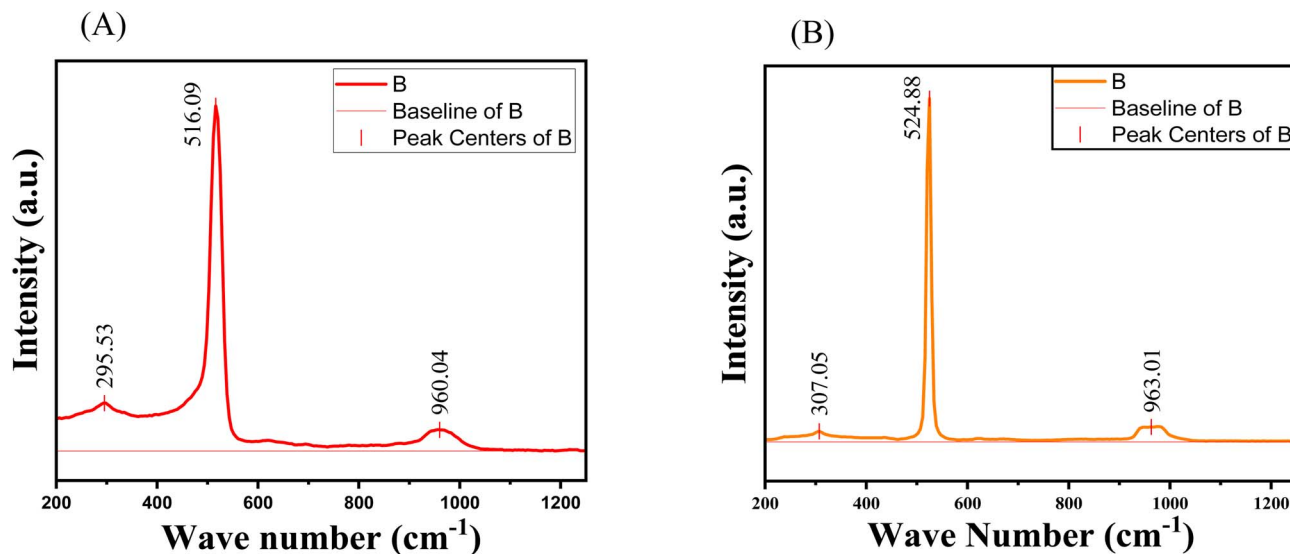 (A)
B
Baseline of B
Peak Centers of B
516.09
295.53
960.04
Intensity (a.u.)
200 400 600 800 1000 1200
Wave number (cm⁻¹)
(B)
B
Baseline of B
Peak Centers of B
524.88
307.05
963.01
Intensity (a.u.)
200 400 600 800 1000 1200
Wave Number (cm⁻¹)